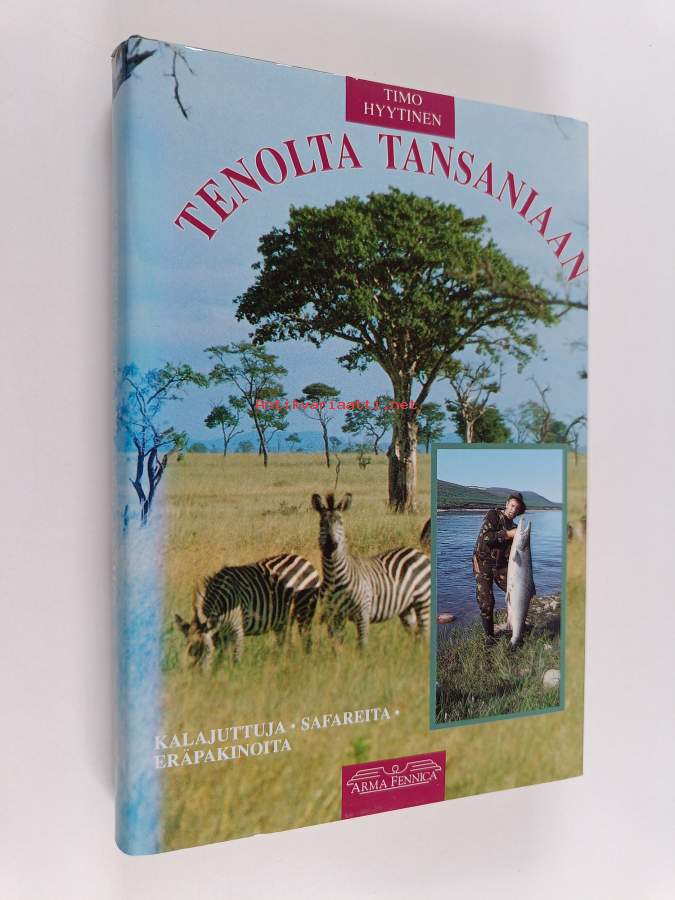 TIMO
HYYTINEN
TENOLTA TANSANIAAN
Antikvariaatti.net
KALAJUTTUJA • SAFAREITA •
ERÄPAKINOITA
ARMA FENNICA